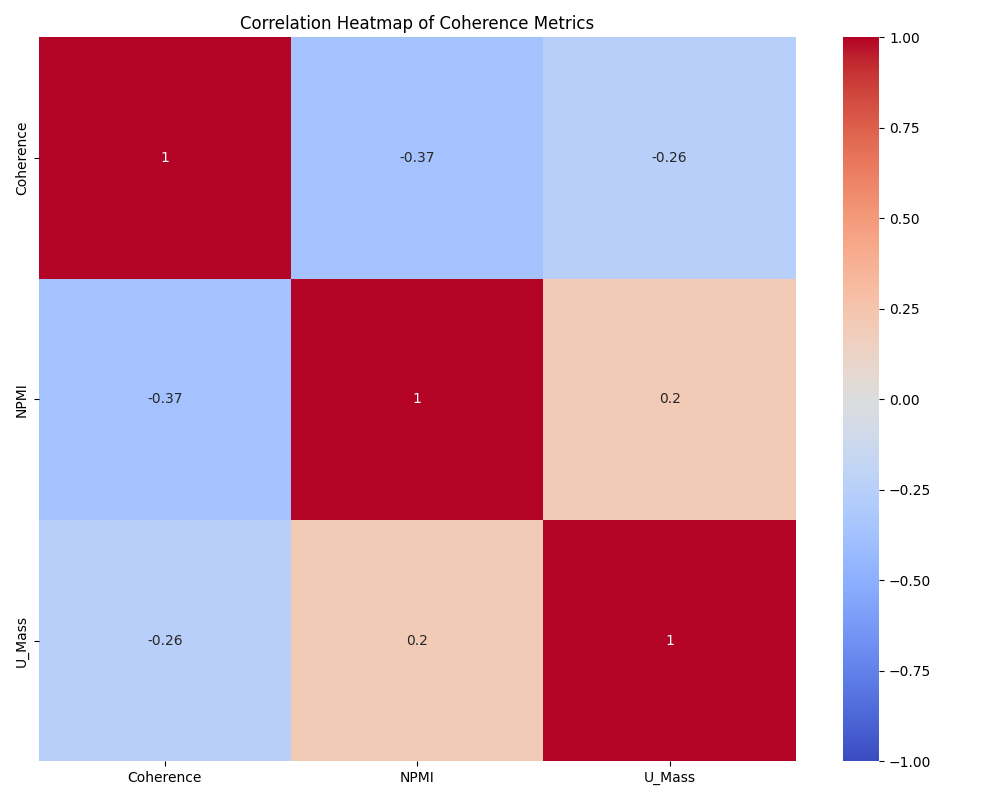 Correlation Heatmap of Coherence Metrics
Coherence
1
-0.37
-0.26
NPMI
-0.37
1
0.2
U_Mass
-0.26
0.2
1
Coherence
NPMI
U_Mass
1.00
0.75
0.50
0.25
0.00
−0.25
−0.50
−0.75
−1.00